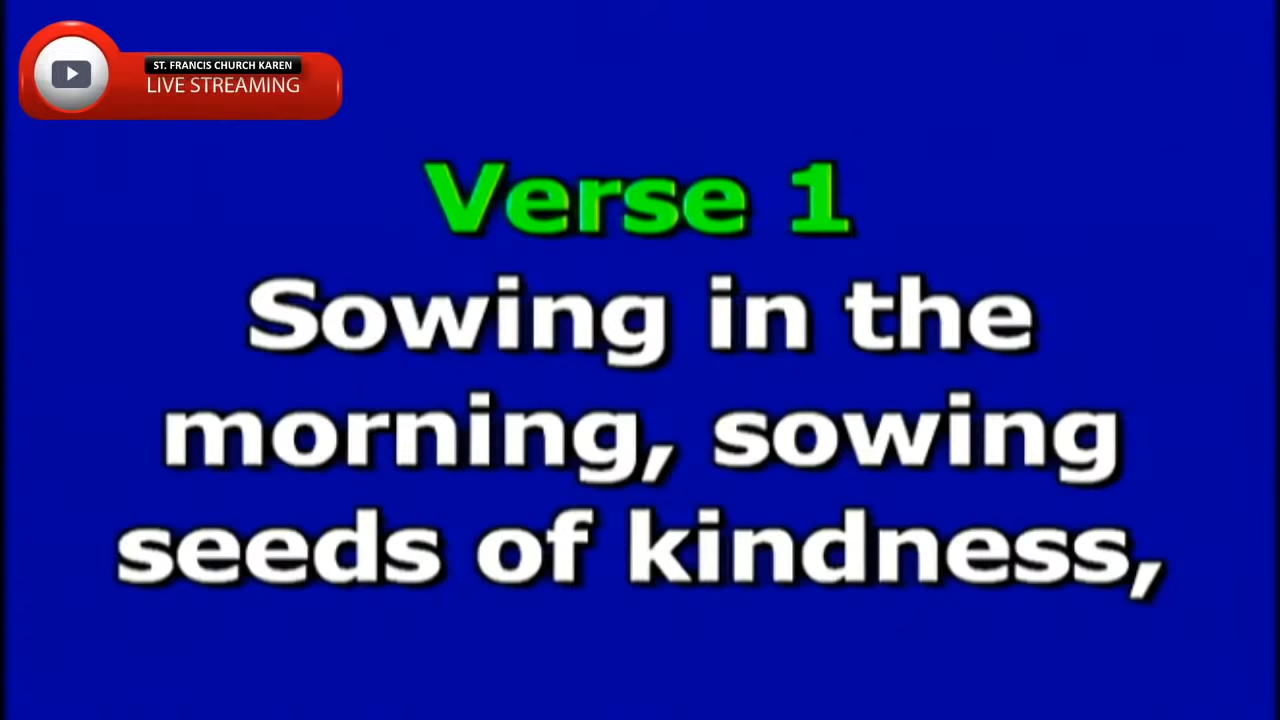 ST. FRANCIS CHURCH KAREN
LIVE STREAMING
Verse 1
Sowing in the
morning, sowing
seeds of kindness,